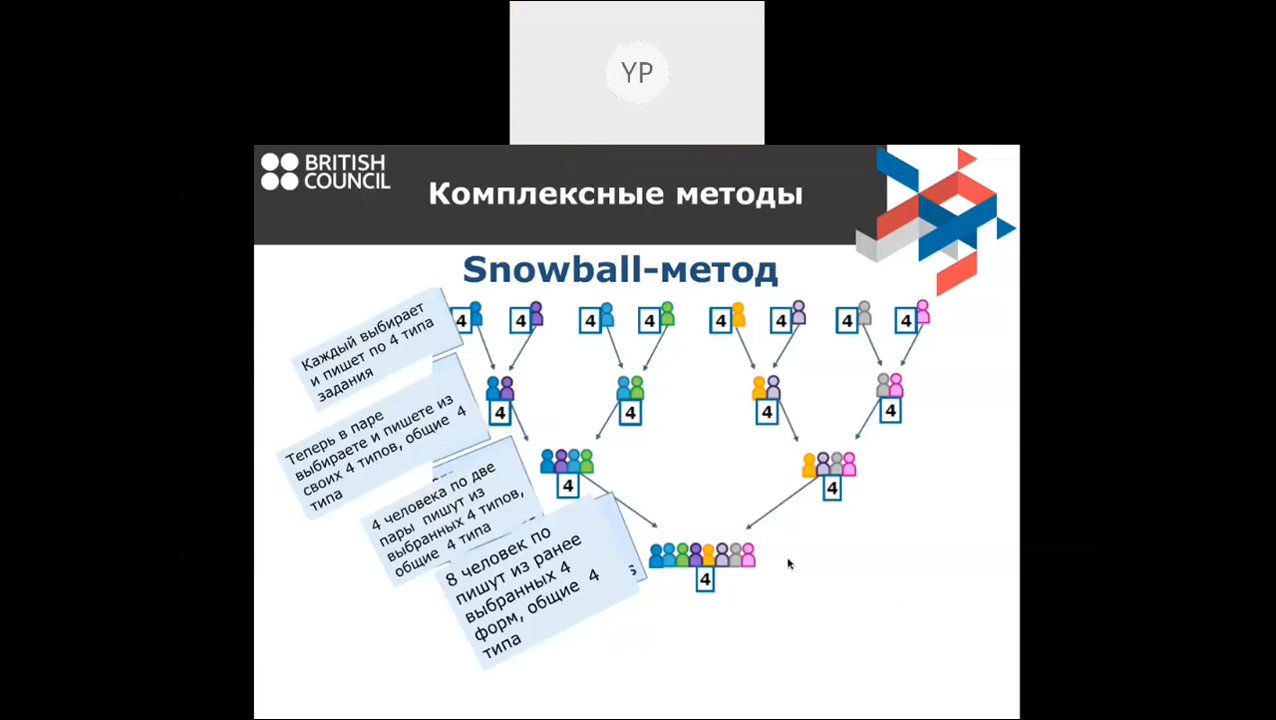 YP
BRITISH
COUNCIL
Комплексные методы
Snowball-метод
4 4 4 4 4 4 4 4
Каждый выбирает
и пишет по 4 типа
задания
4 4 4 4
Теперь в паре
выбираете и пишете из
своих 4 типов, общие 4
типа
4 4
4 человека по две
пары пишут из
выбранных 4 типов,
общие 4 типа
8 человек по
пишут из ранее
выбранных 4
форм, общие 4
типа
4